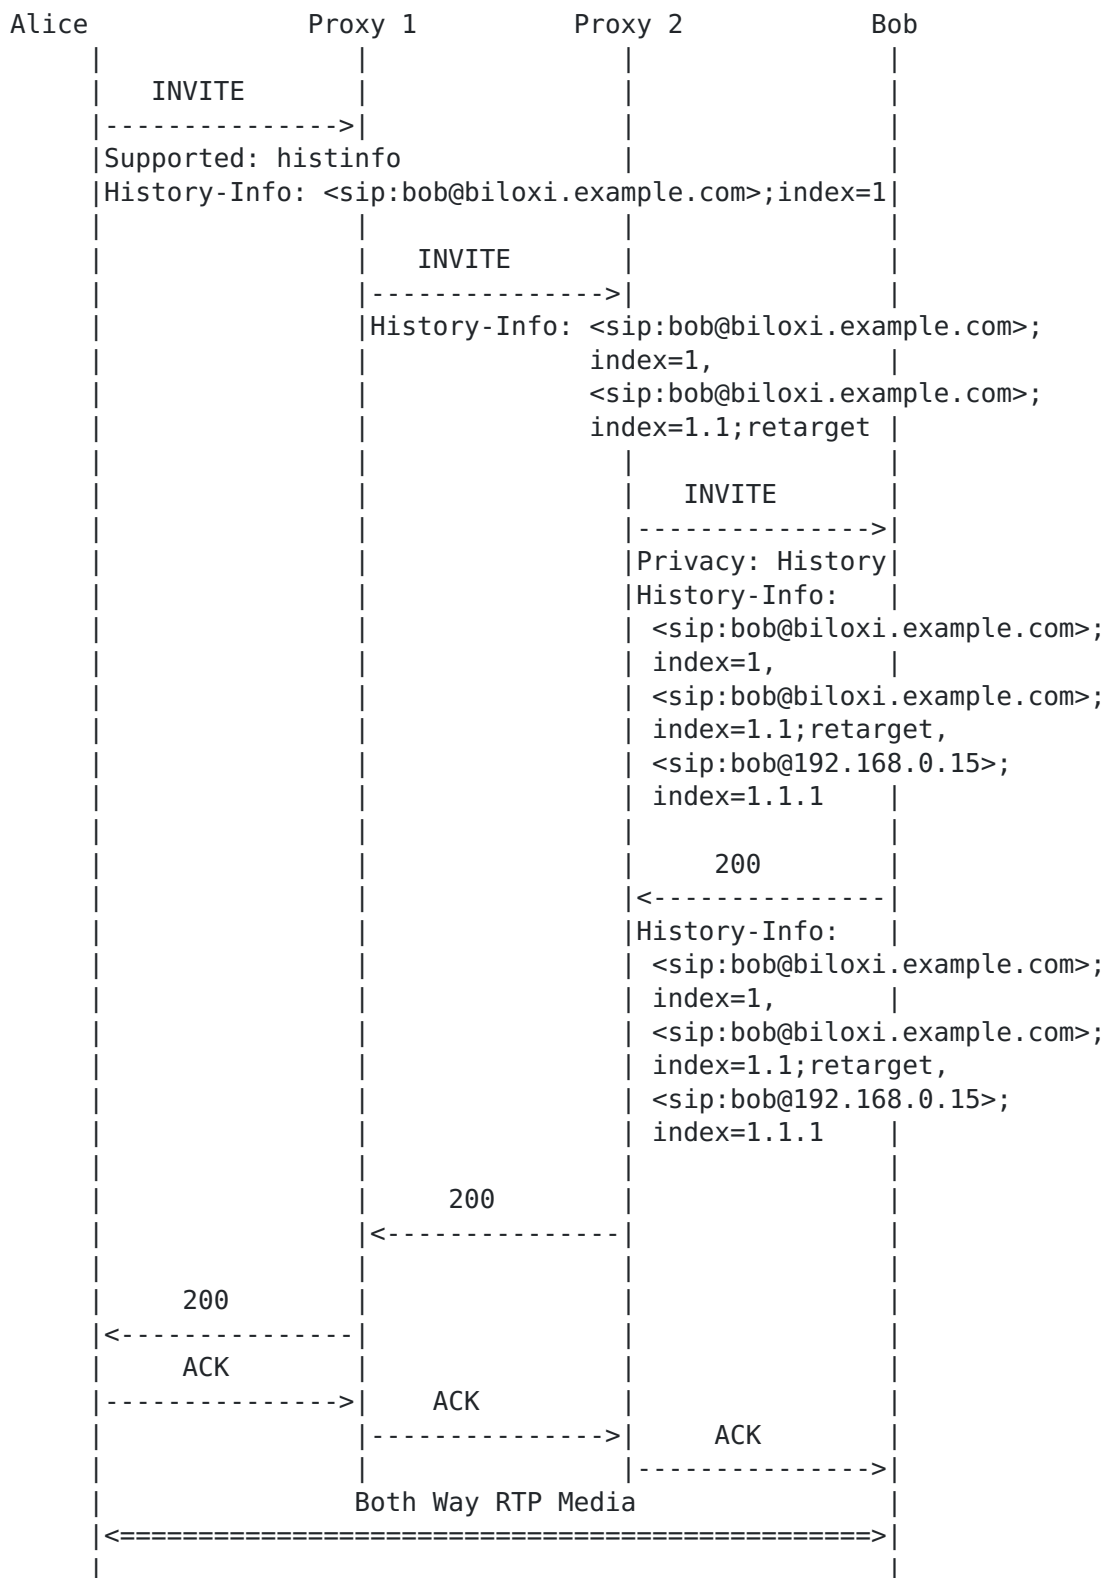 Alice Proxy 1 Proxy 2 Bob
INVITE
--------------->
Supported: histinfo
History-Info: <sip:bob@biloxi.example.com>;index=1
INVITE
--------------->
History-Info: <sip:bob@biloxi.example.com>;
index=1,
<sip:bob@biloxi.example.com>;
index=1.1;retarget
INVITE
--------------->
Privacy: History
History-Info:
<sip:bob@biloxi.example.com>;
index=1,
<sip:bob@biloxi.example.com>;
index=1.1;retarget,
<sip:bob@192.168.0.15>;
index=1.1.1
200
<---------------
History-Info:
<sip:bob@biloxi.example.com>;
index=1,
<sip:bob@biloxi.example.com>;
index=1.1;retarget,
<sip:bob@192.168.0.15>;
index=1.1.1
200
<---------------
200
<---------------
ACK
---------------> ACK
---------------> ACK
--------------->
Both Way RTP Media
<================================================>